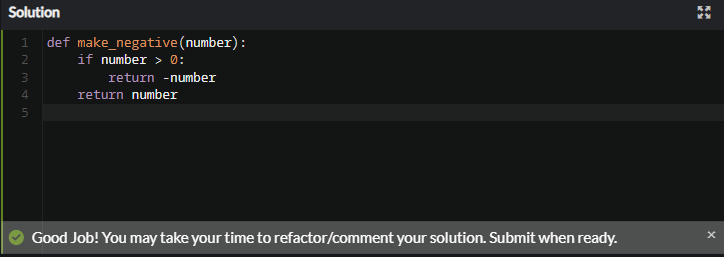 Solution
1 def make_negative(number):
2     if number > 0:
3         return -number
4     return number
5
Good Job! You may take your time to refactor/comment your solution. Submit when ready. ×